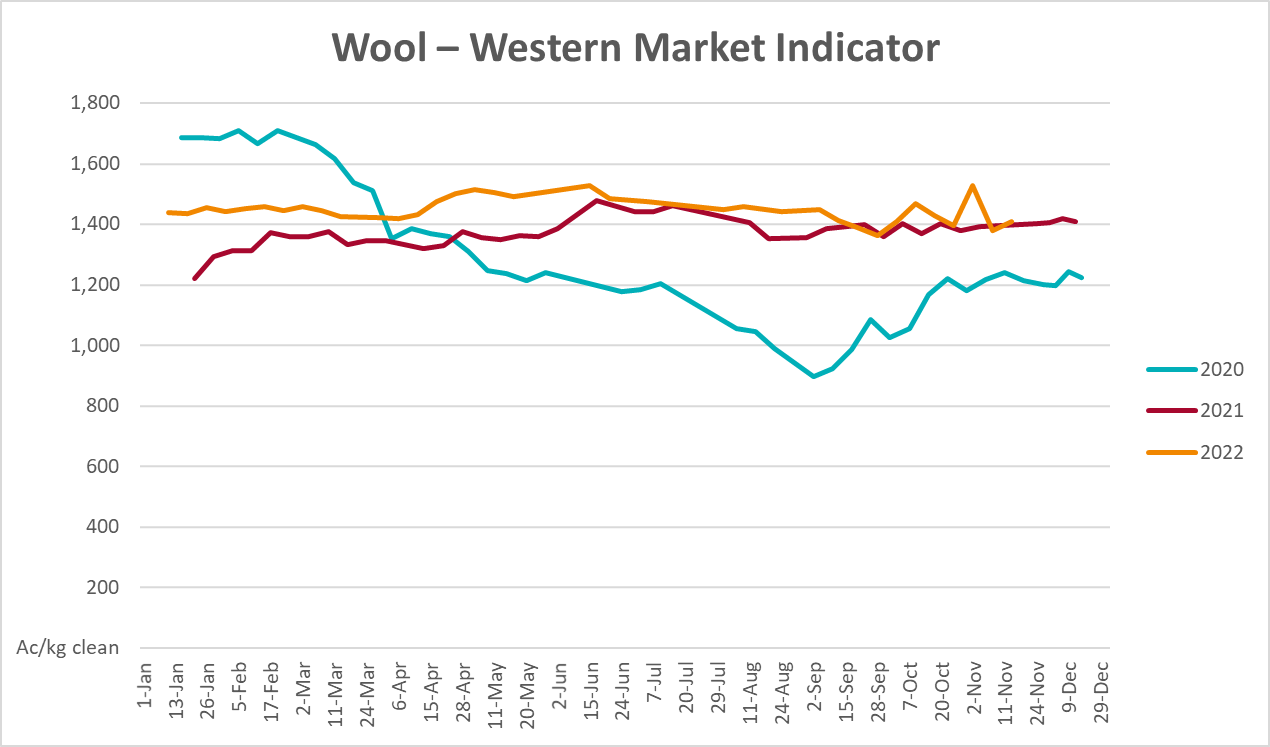 Wool – Western Market Indicator
1,800
1,600
1,400
1,200
1,000
800
600
400
200
Ac/kg clean
1-Jan
13-Jan
26-Jan
5-Feb
17-Feb
2-Mar
11-Mar
24-Mar
6-Apr
15-Apr
28-Apr
11-May
20-May
2-Jun
15-Jun
24-Jun
7-Jul
20-Jul
29-Jul
11-Aug
24-Aug
2-Sep
15-Sep
28-Sep
7-Oct
20-Oct
2-Nov
11-Nov
24-Nov
9-Dec
29-Dec
2020
2021
2022